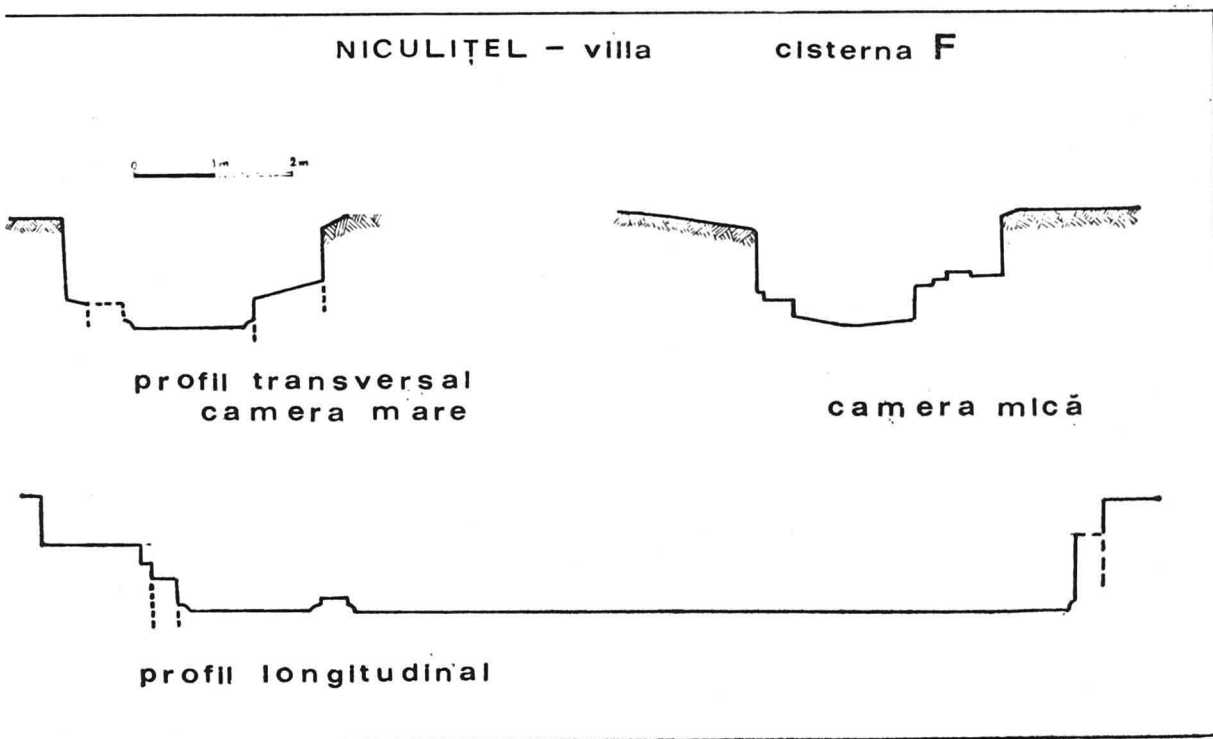 NICULIȚEL – villa cisterna F
0 1m 2m
profil transversal
camera mare
camera mică
profil longitudinal